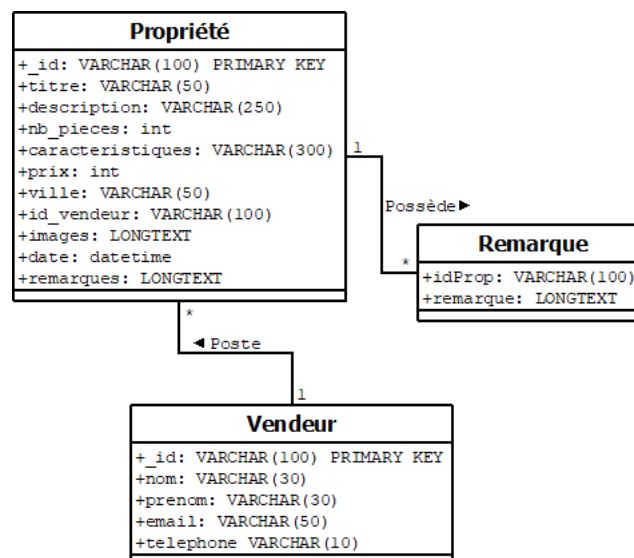 Propriété
+_id: VARCHAR(100) PRIMARY KEY
+titre: VARCHAR(50)
+description: VARCHAR(250)
+nb_pieces: int
+caracteristiques: VARCHAR(300)
+prix: int
+ville: VARCHAR(50)
+id_vendeur: VARCHAR(100)
+images: LONGTEXT
+date: datetime
+remarques: LONGTEXT
1
Possède►
*
Remarque
+idProp: VARCHAR(100)
+remarque: LONGTEXT
*
◄Poste
1
Vendeur
+_id: VARCHAR(100) PRIMARY KEY
+nom: VARCHAR(30)
+prenom: VARCHAR(30)
+email: VARCHAR(50)
+telephone VARCHAR(10)